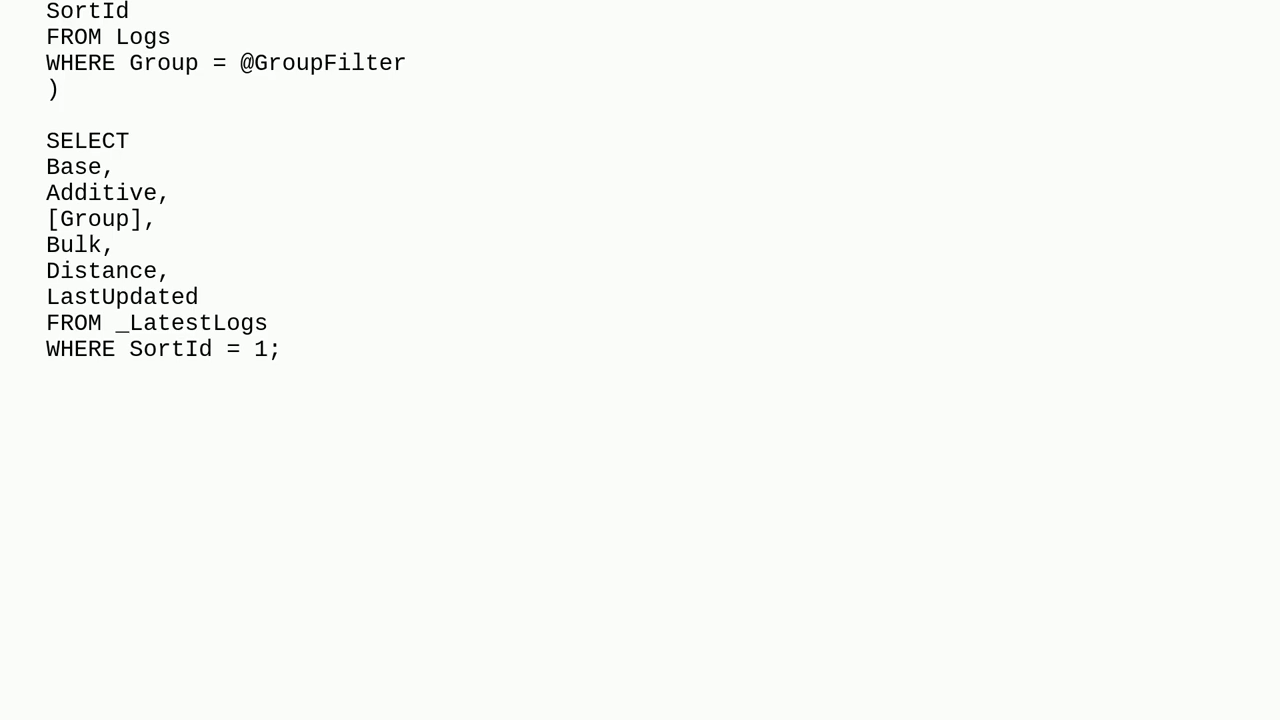 SortId
FROM Logs
WHERE Group = @GroupFilter
)

SELECT
Base,
Additive,
[Group],
Bulk,
Distance,
LastUpdated
FROM _LatestLogs
WHERE SortId = 1;